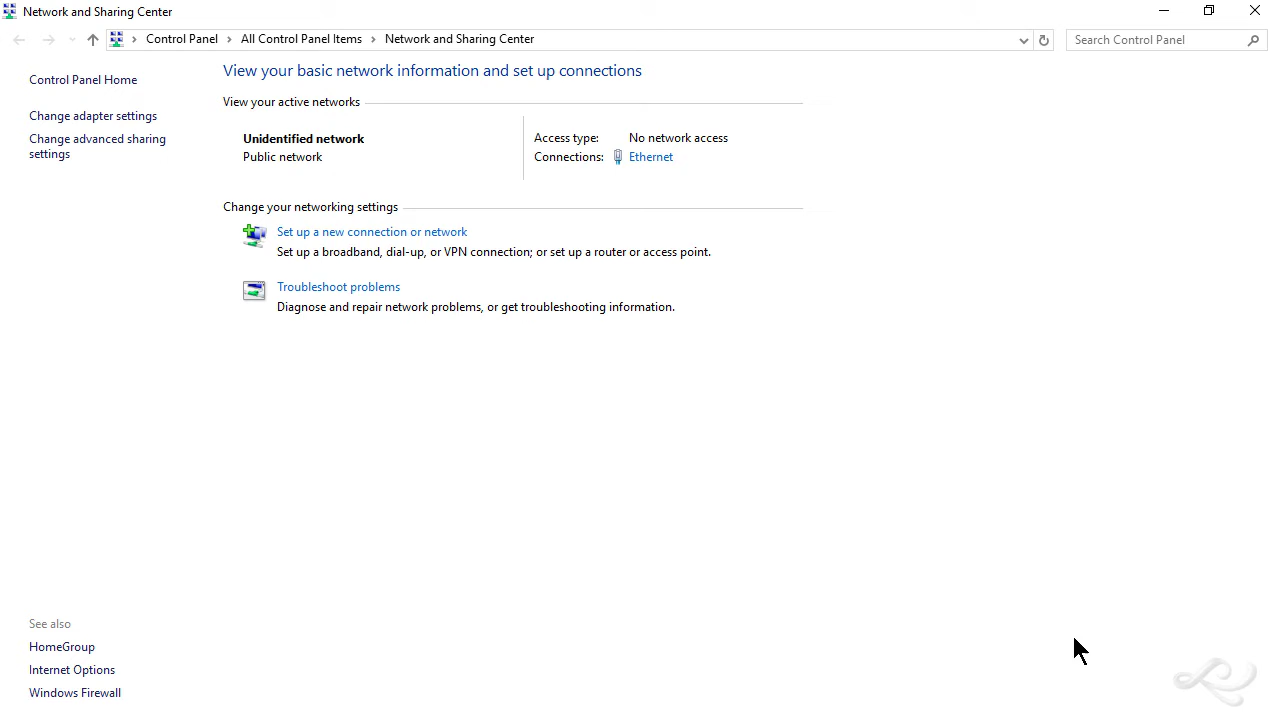 Network and Sharing Center
Control Panel > All Control Panel Items > Network and Sharing Center
Search Control Panel
Control Panel Home
Change adapter settings
Change advanced sharing
settings
View your basic network information and set up connections
View your active networks
Unidentified network
Public network
Access type: No network access
Connections: Ethernet
Change your networking settings
Set up a new connection or network
Set up a broadband, dial-up, or VPN connection; or set up a router or access point.
Troubleshoot problems
Diagnose and repair network problems, or get troubleshooting information.
See also
HomeGroup
Internet Options
Windows Firewall